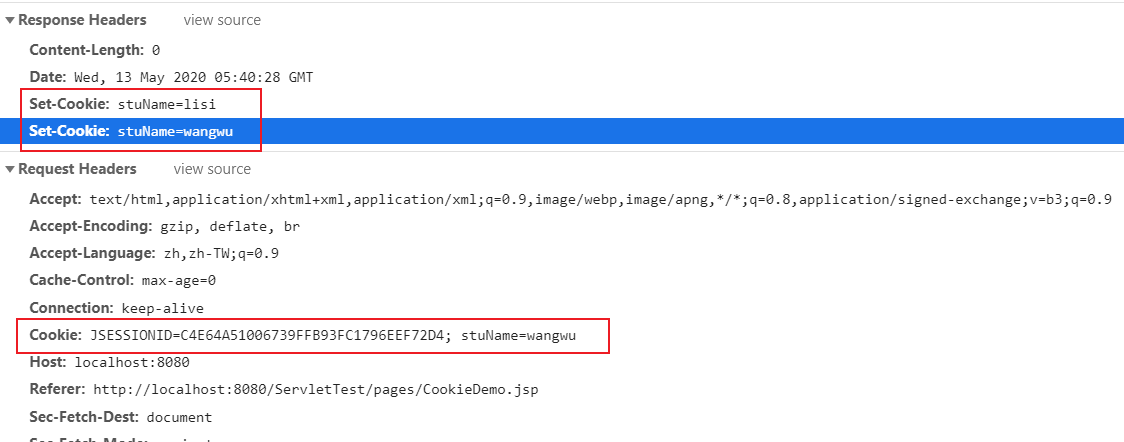 Response Headers view source
Content-Length: 0
Date: Wed, 13 May 2020 05:40:28 GMT
Set-Cookie: stuName=lisi
Set-Cookie: stuName=wangwu
Request Headers view source
Accept: text/html,application/xhtml+xml,application/xml;q=0.9,image/webp,image/apng,*/*;q=0.8,application/signed-exchange;v=b3;q=0.9
Accept-Encoding: gzip, deflate, br
Accept-Language: zh,zh-TW;q=0.9
Cache-Control: max-age=0
Connection: keep-alive
Cookie: JSESSIONID=C4E64A51006739FFB93FC1796EEF72D4; stuName=wangwu
Host: localhost:8080
Referer: http://localhost:8080/ServletTest/pages/CookieDemo.jsp
Sec-Fetch-Dest: document